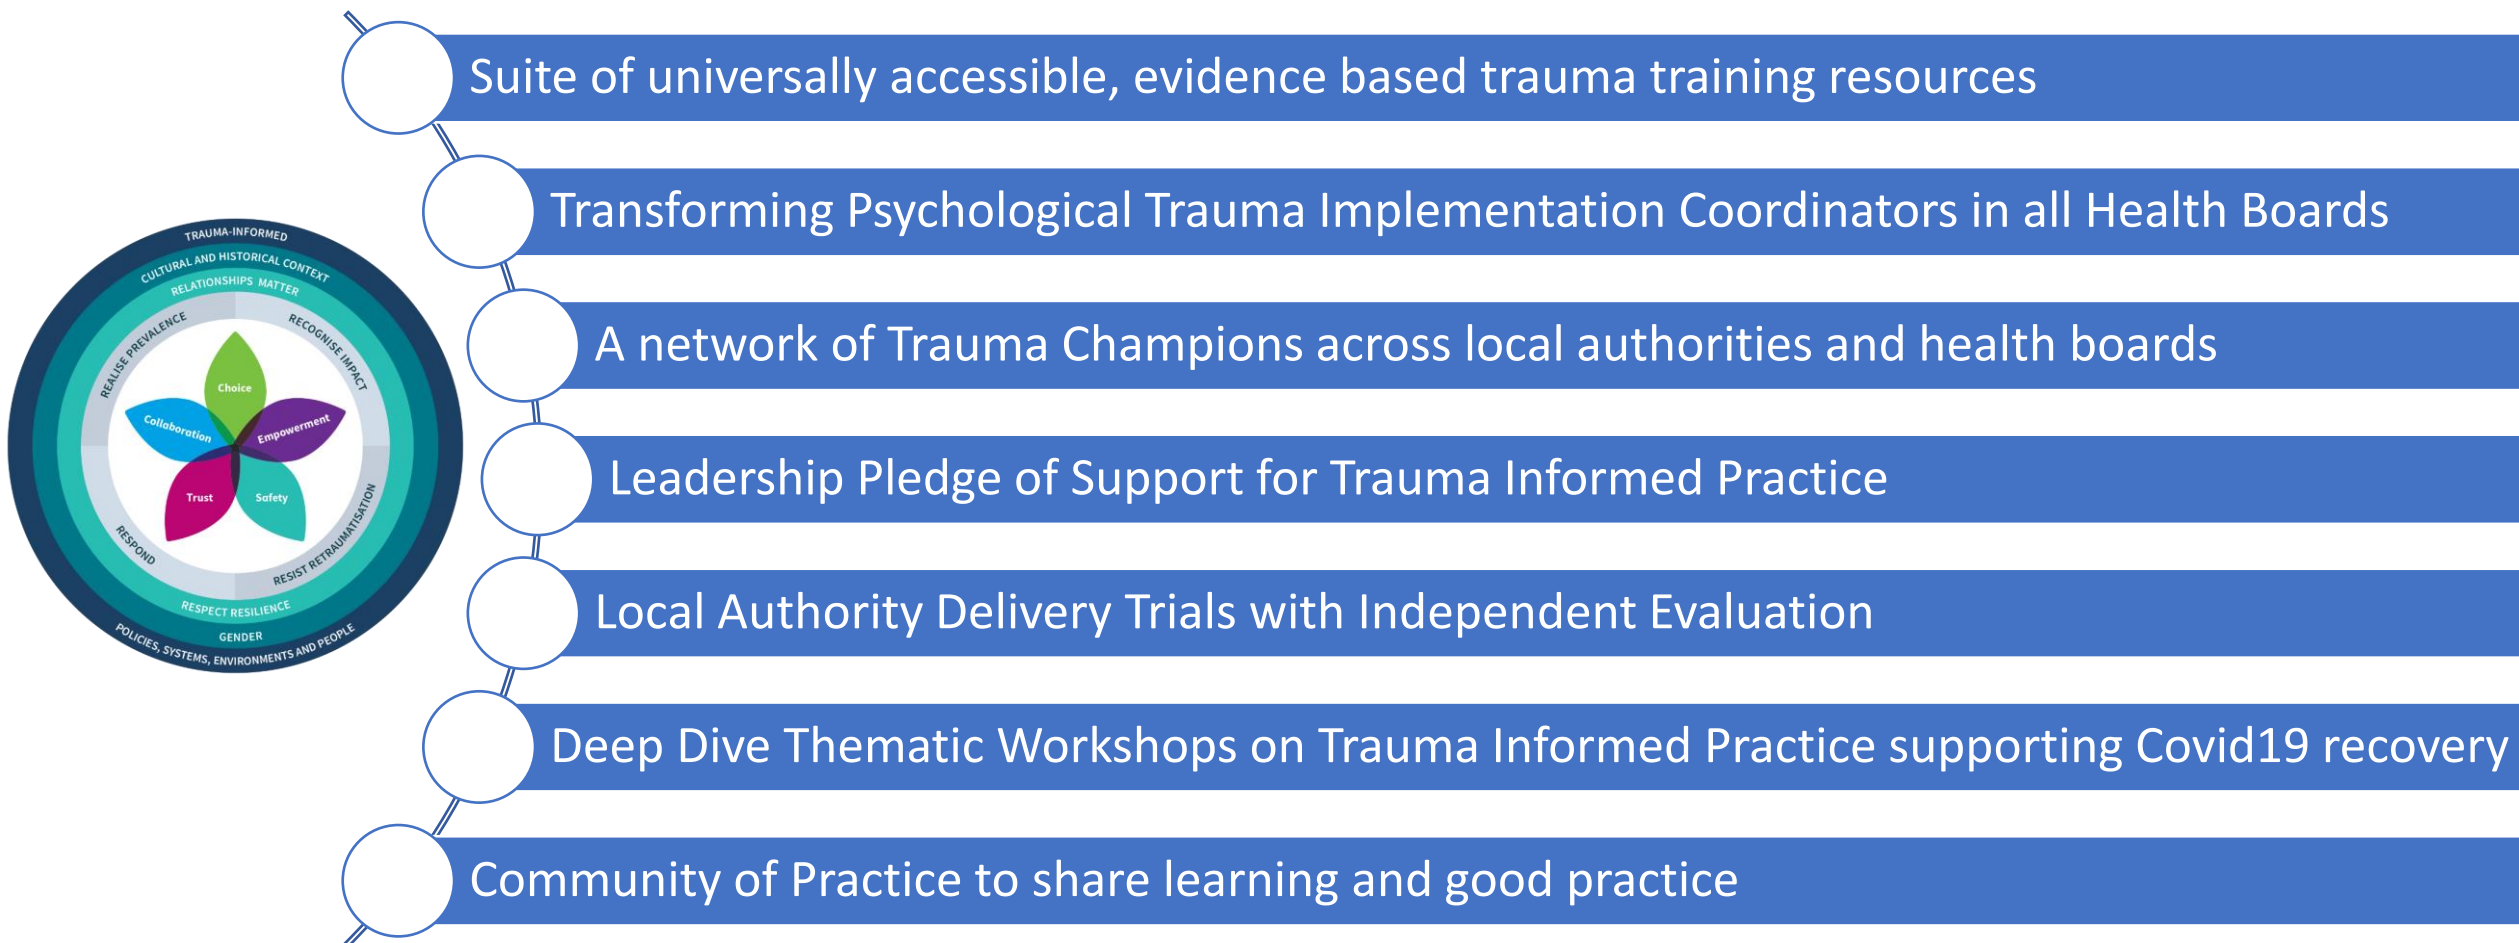 Suite of universally accessible, evidence based trauma training resources
Transforming Psychological Trauma Implementation Coordinators in all Health Boards
A network of Trauma Champions across local authorities and health boards
Leadership Pledge of Support for Trauma Informed Practice
Local Authority Delivery Trials with Independent Evaluation
Deep Dive Thematic Workshops on Trauma Informed Practice supporting Covid19 recovery
Community of Practice to share learning and good practice
TRAUMA-INFORMED
CULTURAL AND HISTORICAL CONTEXT
RELATIONSHIPS MATTER
REALISE PREVALENCE
RECOGNISE IMPACT
Choice
Collaboration
Empowerment
Trust
Safety
RESPOND
RESIST RETRAUMATISATION
RESPECT RESILIENCE
GENDER
POLICIES, SYSTEMS, ENVIRONMENTS AND PEOPLE